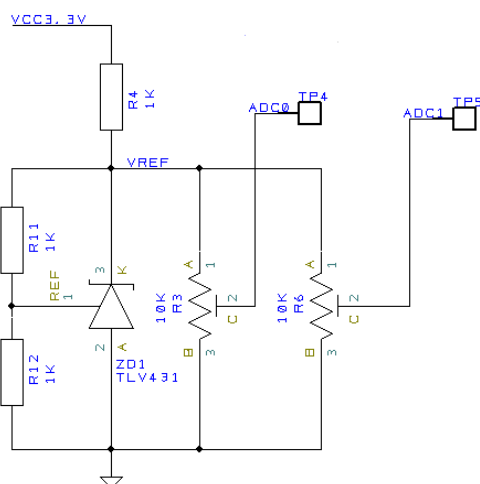 VCC3.3V
R4
1K
TP4
ADC0
TP5
ADC1
VREF
R11
1K
REF
1
3
K
A
1
10K
R3
2
C
A
1
10K
R6
2
C
2
A
B
3
B
3
ZD1
TLV431
R12
1K